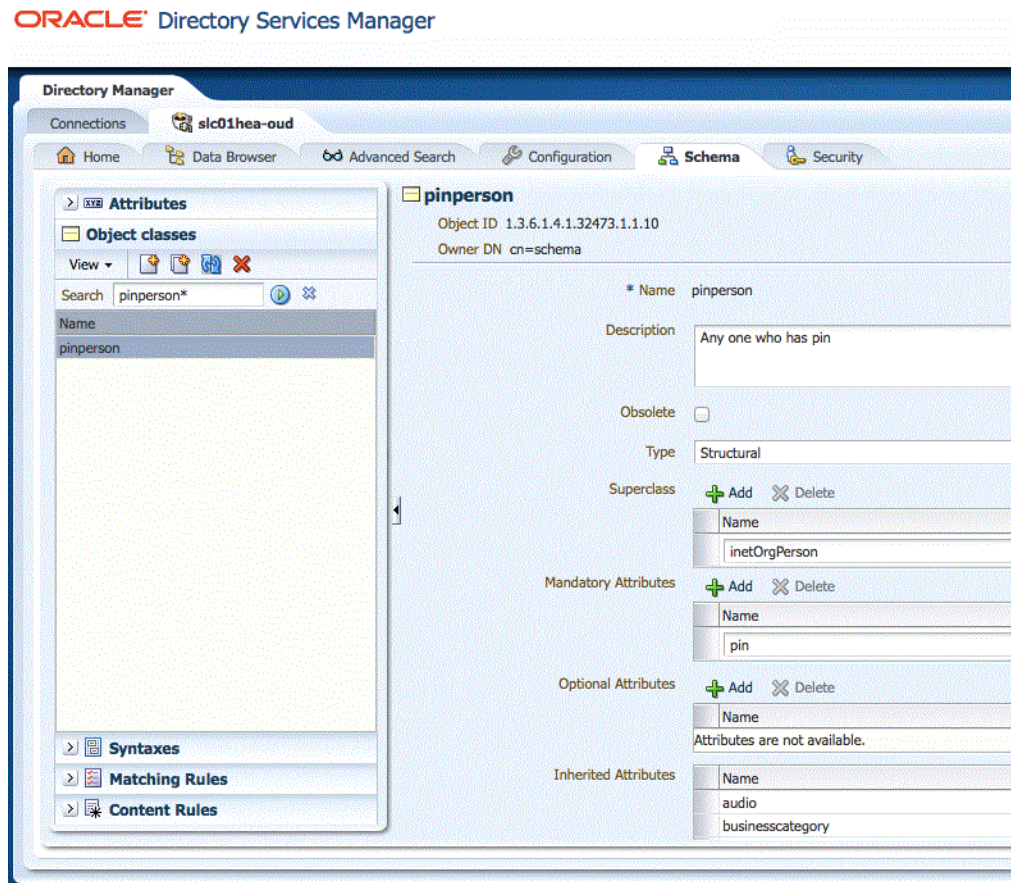 ORACLE Directory Services Manager
Directory Manager
Connections slc01hea-oud
Home Data Browser Advanced Search Configuration Schema Security
Attributes
Object classes
View
Search pinperson*
Name
pinperson
Syntaxes
Matching Rules
Content Rules
pinperson
Object ID 1.3.6.1.4.1.32473.1.1.10
Owner DN cn=schema
* Name pinperson
Description Any one who has pin
Obsolete
Type Structural
Superclass Add Delete
Name
inetOrgPerson
Mandatory Attributes Add Delete
Name
pin
Optional Attributes Add Delete
Name
Attributes are not available.
Inherited Attributes Name
audio
businesscategory